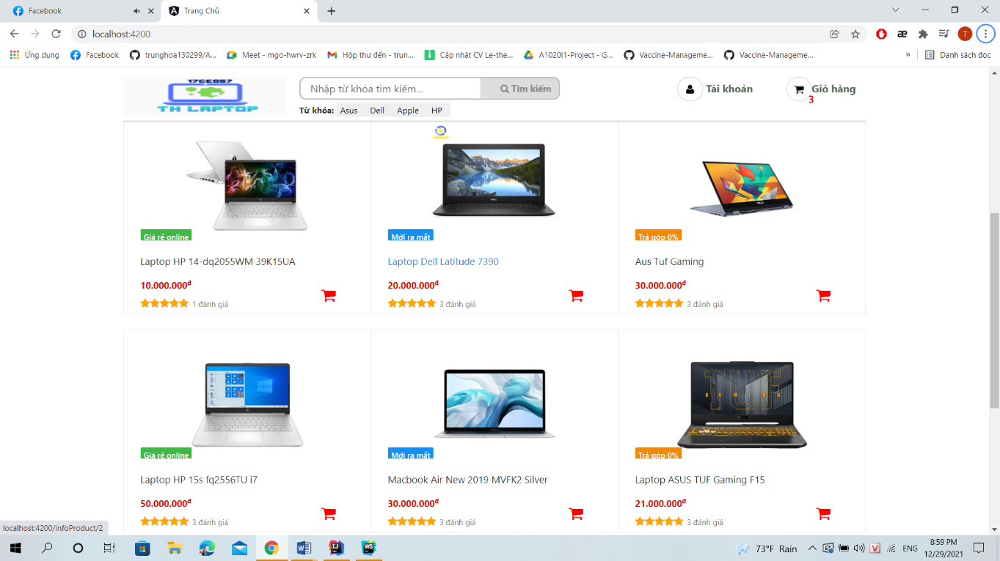 Facebook
Trang Chủ
localhost:4200
T
Ứng dụng
Facebook
trunghoa130299/A...
Meet - mgo-hwrv-zrk
Hộp thư đến - trun...
Cập nhật CV Le-the...
A1020I1-Project - G...
Vaccine-Manageme...
Vaccine-Manageme...
»
Danh sách đọc
17CE057
TH LAPTOP
Nhập từ khóa tìm kiếm...
Tìm kiếm
Tài khoản
Giỏ hàng
3
Từ khóa: Asus Dell Apple HP
Giá rẻ online
Mới ra mắt
Trả góp 0%
Laptop HP 14-dq2055WM 39K15UA
Laptop Dell Latitude 7390
Aus Tuf Gaming
10.000.000đ
20.000.000đ
30.000.000đ
1 đánh giá
3 đánh giá
3 đánh giá
TUF
GAMING
Giá rẻ online
Mới ra mắt
Trả góp 0%
Laptop HP 15s fq2556TU i7
Macbook Air New 2019 MVFK2 Silver
Laptop ASUS TUF Gaming F15
50.000.000đ
30.000.000đ
21.000.000đ
3 đánh giá
3 đánh giá
3 đánh giá
localhost:4200/infoProduct/2
73°F Rain
ENG
8:59 PM
12/29/2021